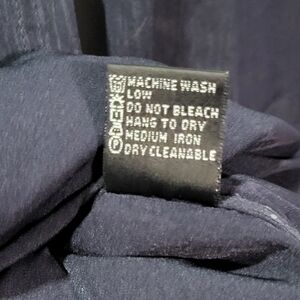 MACHINE WASH
LOW
DO NOT BLEACH
HANG TO DRY
MEDIUM IRON
DRY CLEANABLE